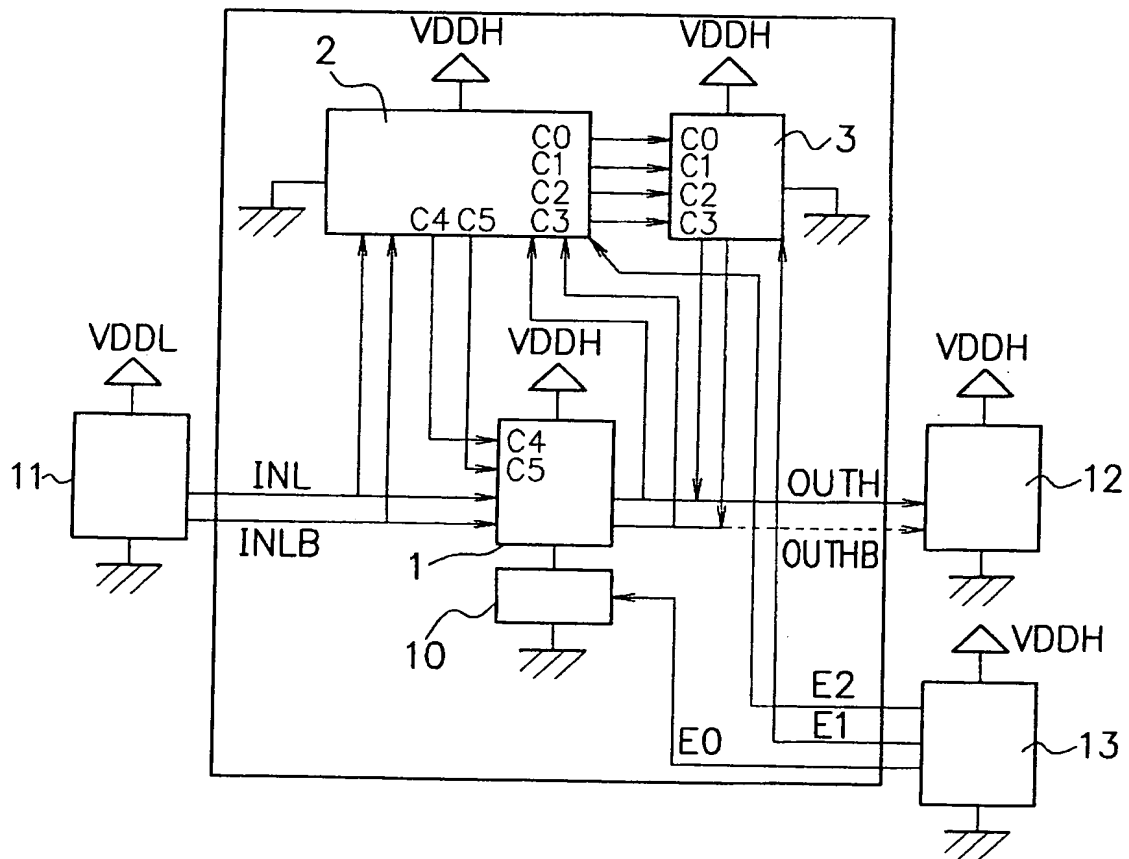 VDDH
VDDH
2
3
C0
C1
C2
C3
C4 C5
C0
C1
C2
C3
VDDL
VDDH
VDDH
11
C4
C5
INL
INLB
OUTH
OUTHB
12
1
10
VDDH
E2
E1
E0
13